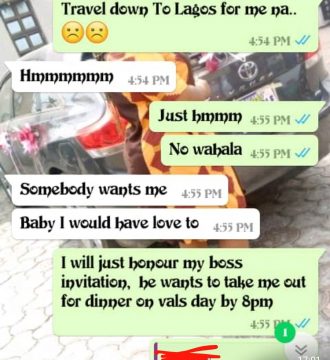 Travel down To Lagos for me na..
4:54 PM
Hmmmmmm 4:54 PM
Just hmmm 4:55 PM
No wahala 4:55 PM
Somebody wants me 4:55 PM
Baby I would have love to 4:55 PM
I will just honour my boss
invitation, he wants to take me out
for dinner on vals day by 8pm
4:55 PM
1
17:01